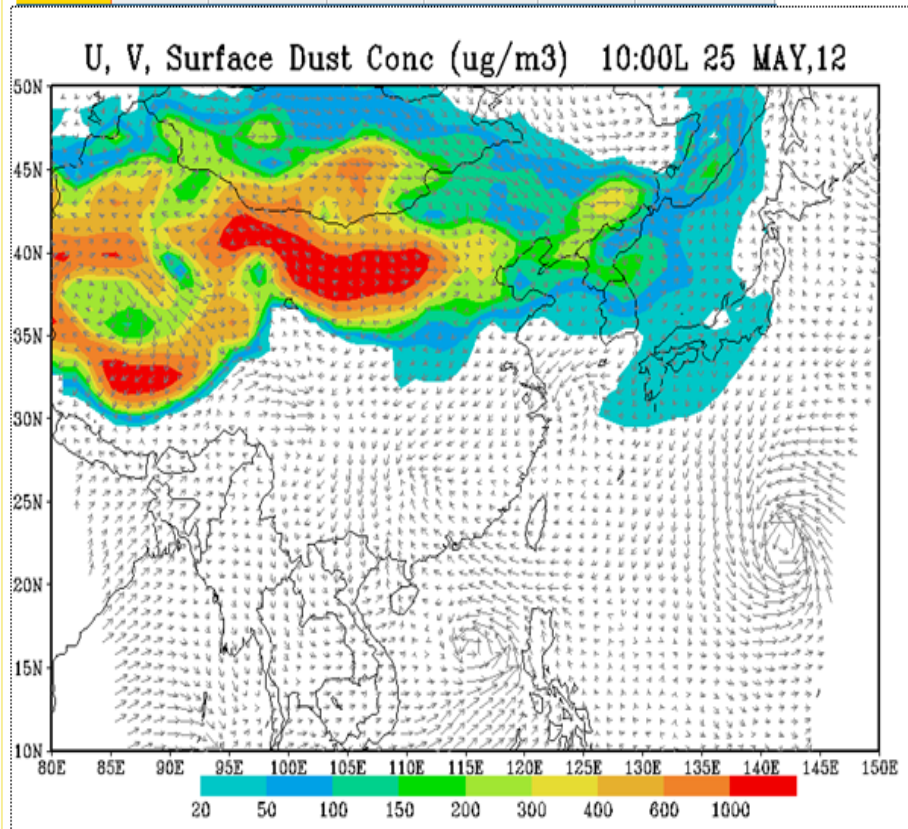 U, V, Surface Dust Conc (ug/m3) 10:00L 25 MAY,12
50N
45N
40N
35N
30N
25N
20N
15N
10N
80E 85E 90E 95E 100E 105E 110E 115E 120E 125E 130E 135E 140E 145E 150E
20 50 100 150 200 300 400 600 1000